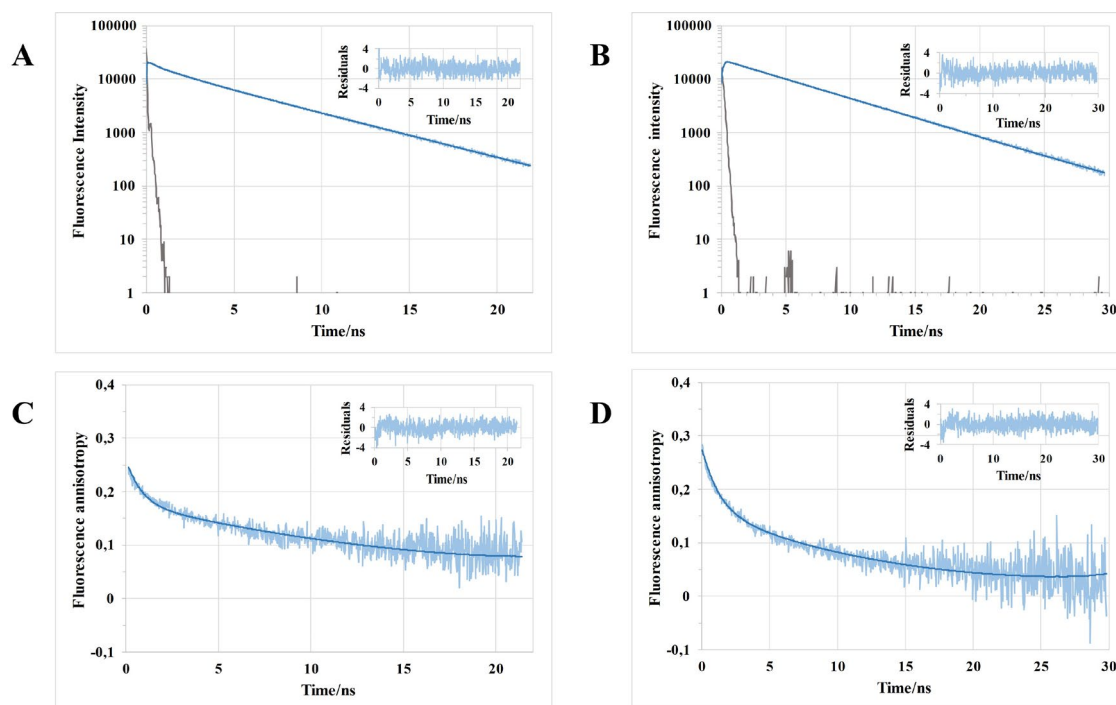 A
Fluorescence Intensity
100000
10000
1000
100
10
1
0 5 10 15 20
Time/ns
Residuals
4
0
-4
0 5 10 15 20
Time/ns
B
Fluorescence intensity
100000
10000
1000
100
10
1
0 5 10 15 20 25 30
Time/ns
Residuals
4
0
-4
0 10 20 30
Time/ns
C
Fluorescence annisotropy
0,4
0,3
0,2
0,1
0
-0,1
0 5 10 15 20
Time/ns
Residuals
4
0
-4
0 5 10 15 20
Time/ns
D
Fluorescence annisotropy
0,4
0,3
0,2
0,1
0
-0,1
0 5 10 15 20 25 30
Time/ns
Residuals
4
0
-4
0 10 20 30
Time/ns